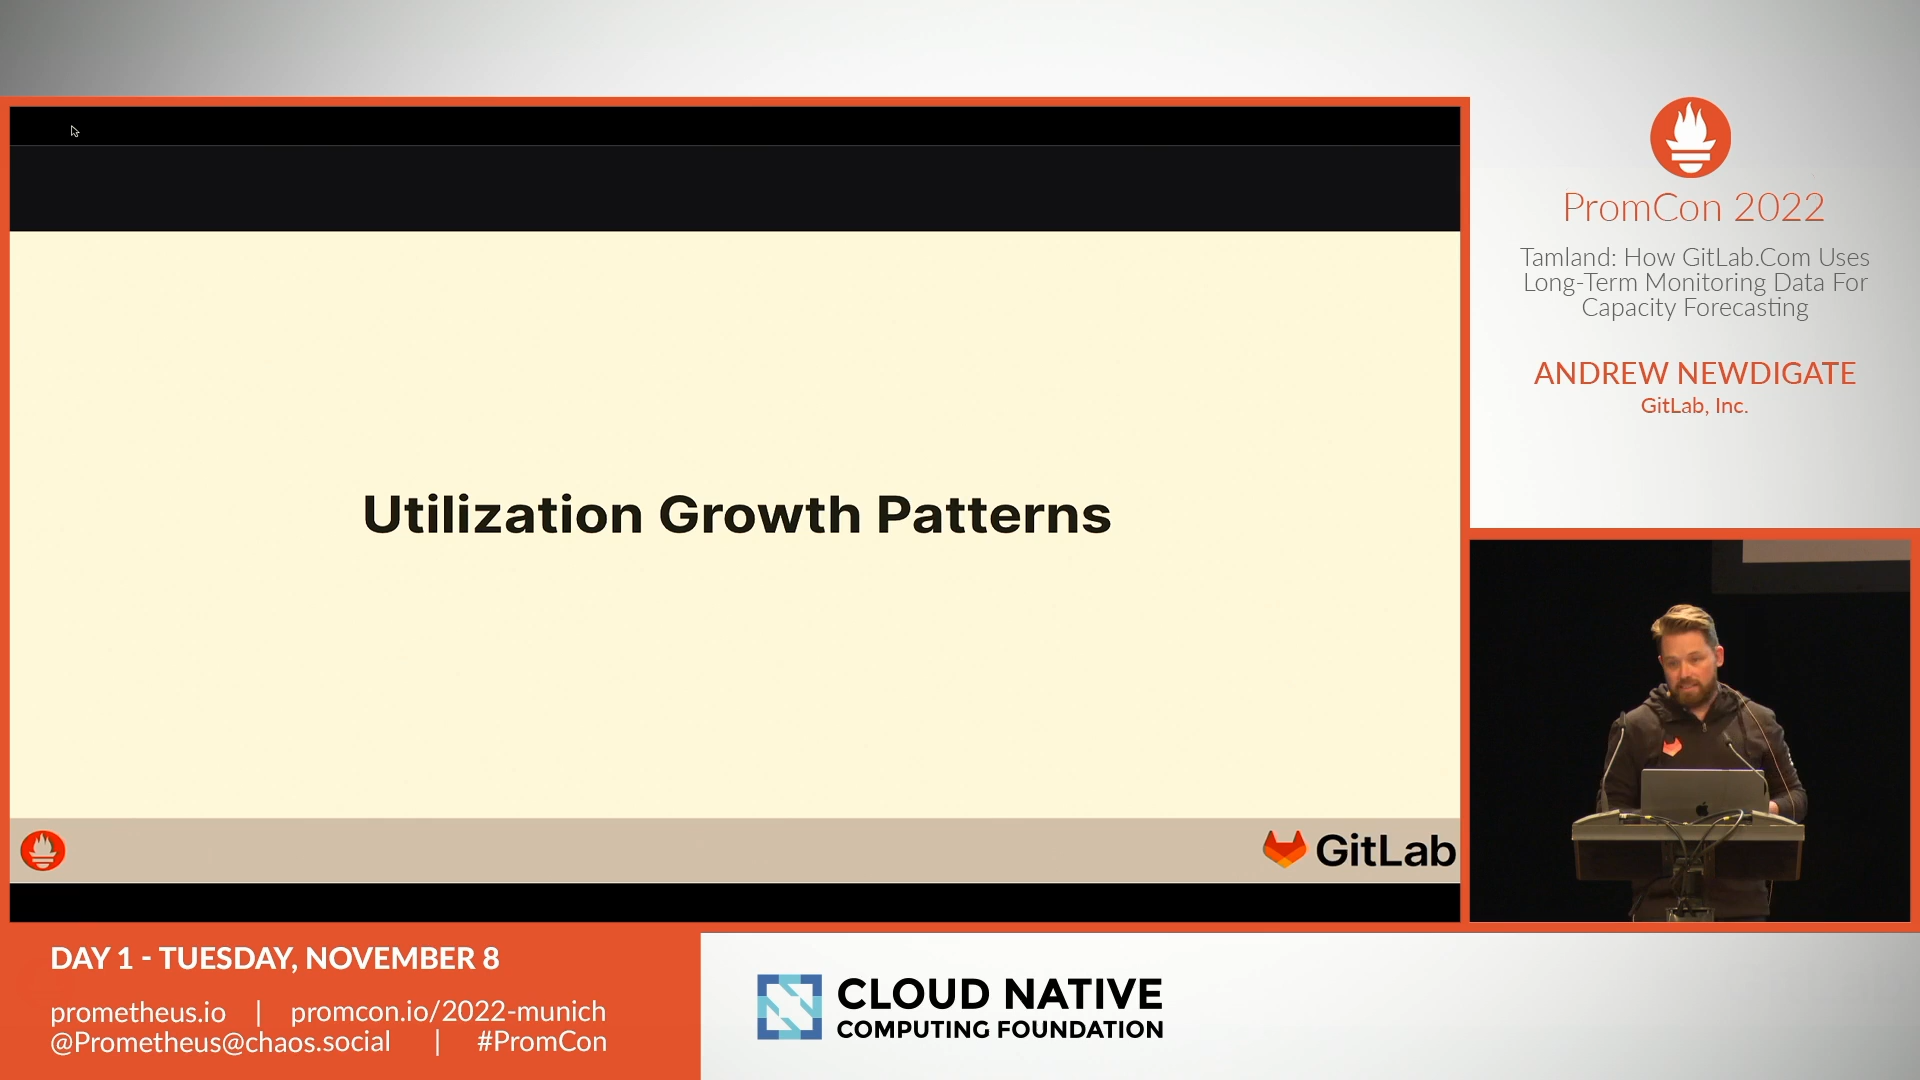 Utilization Growth Patterns
GitLab
PromCon 2022
Tamland: How GitLab.Com Uses
Long-Term Monitoring Data For
Capacity Forecasting
ANDREW NEWDIGATE
GitLab, Inc.
DAY 1 - TUESDAY, NOVEMBER 8
prometheus.io | promcon.io/2022-munich
@Prometheus@chaos.social | #PromCon
CLOUD NATIVE
COMPUTING FOUNDATION